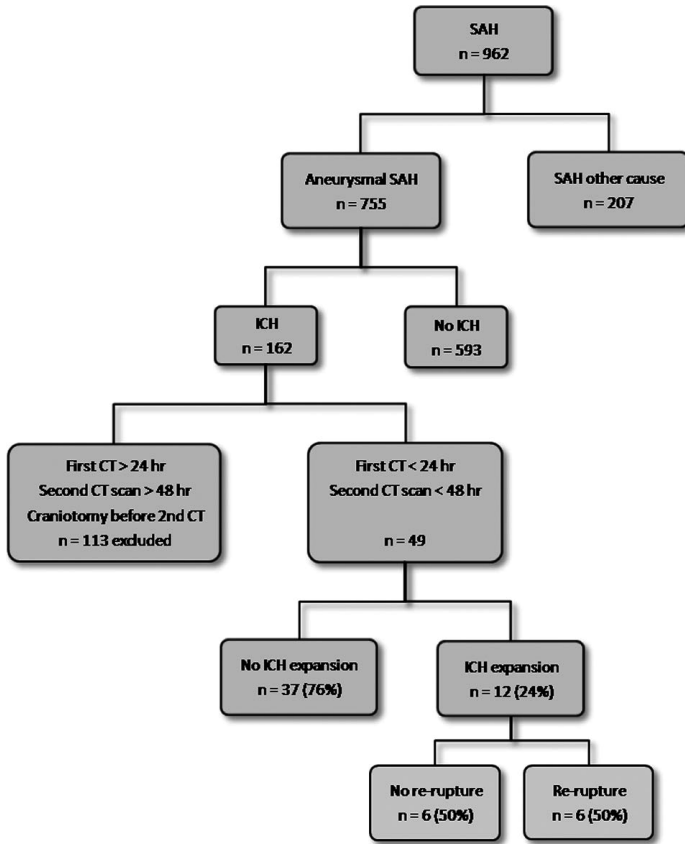 SAH
n = 962
Aneurysmal SAH
n = 755
SAH other cause
n = 207
ICH
n = 162
No ICH
n = 593
First CT > 24 hr
Second CT scan > 48 hr
Craniotomy before 2nd CT
n = 113 excluded
First CT < 24 hr
Second CT scan < 48 hr
n = 49
No ICH expansion
n = 37 (76%)
ICH expansion
n = 12 (24%)
No re-rupture
n = 6 (50%)
Re-rupture
n = 6 (50%)